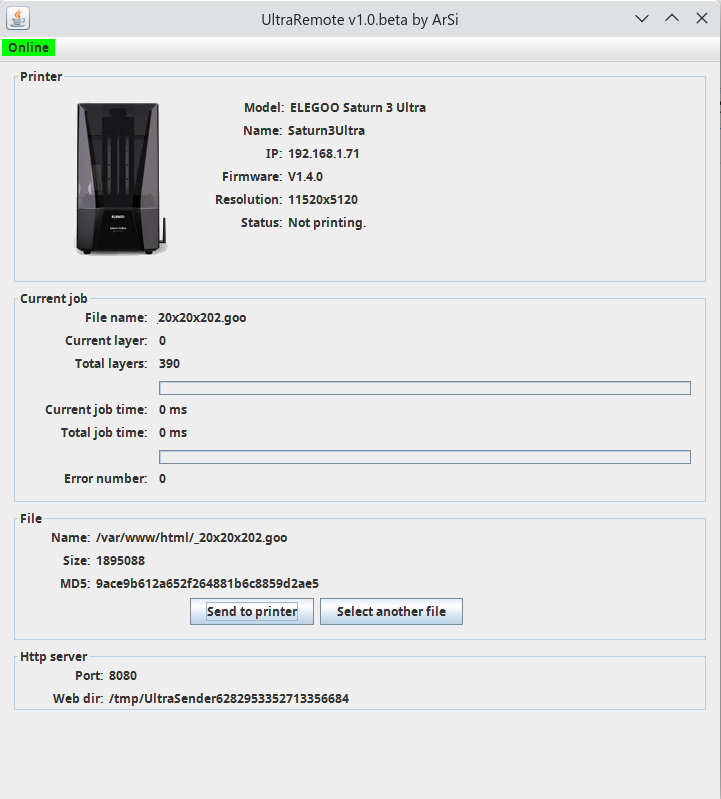 UltraRemote v1.0.beta by ArSi
Online
Printer
ELEGOO
Model: ELEGOO Saturn 3 Ultra
Name: Saturn3Ultra
IP: 192.168.1.71
Firmware: V1.4.0
Resolution: 11520x5120
Status: Not printing.
Current job
File name: _20x20x202.goo
Current layer: 0
Total layers: 390
Current job time: 0 ms
Total job time: 0 ms
Error number: 0
File
Name: /var/www/html/_20x20x202.goo
Size: 1895088
MD5: 9ace9b612a652f264881b6c8859d2ae5
Send to printer Select another file
Http server
Port: 8080
Web dir: /tmp/UltraSender6282953352713356684